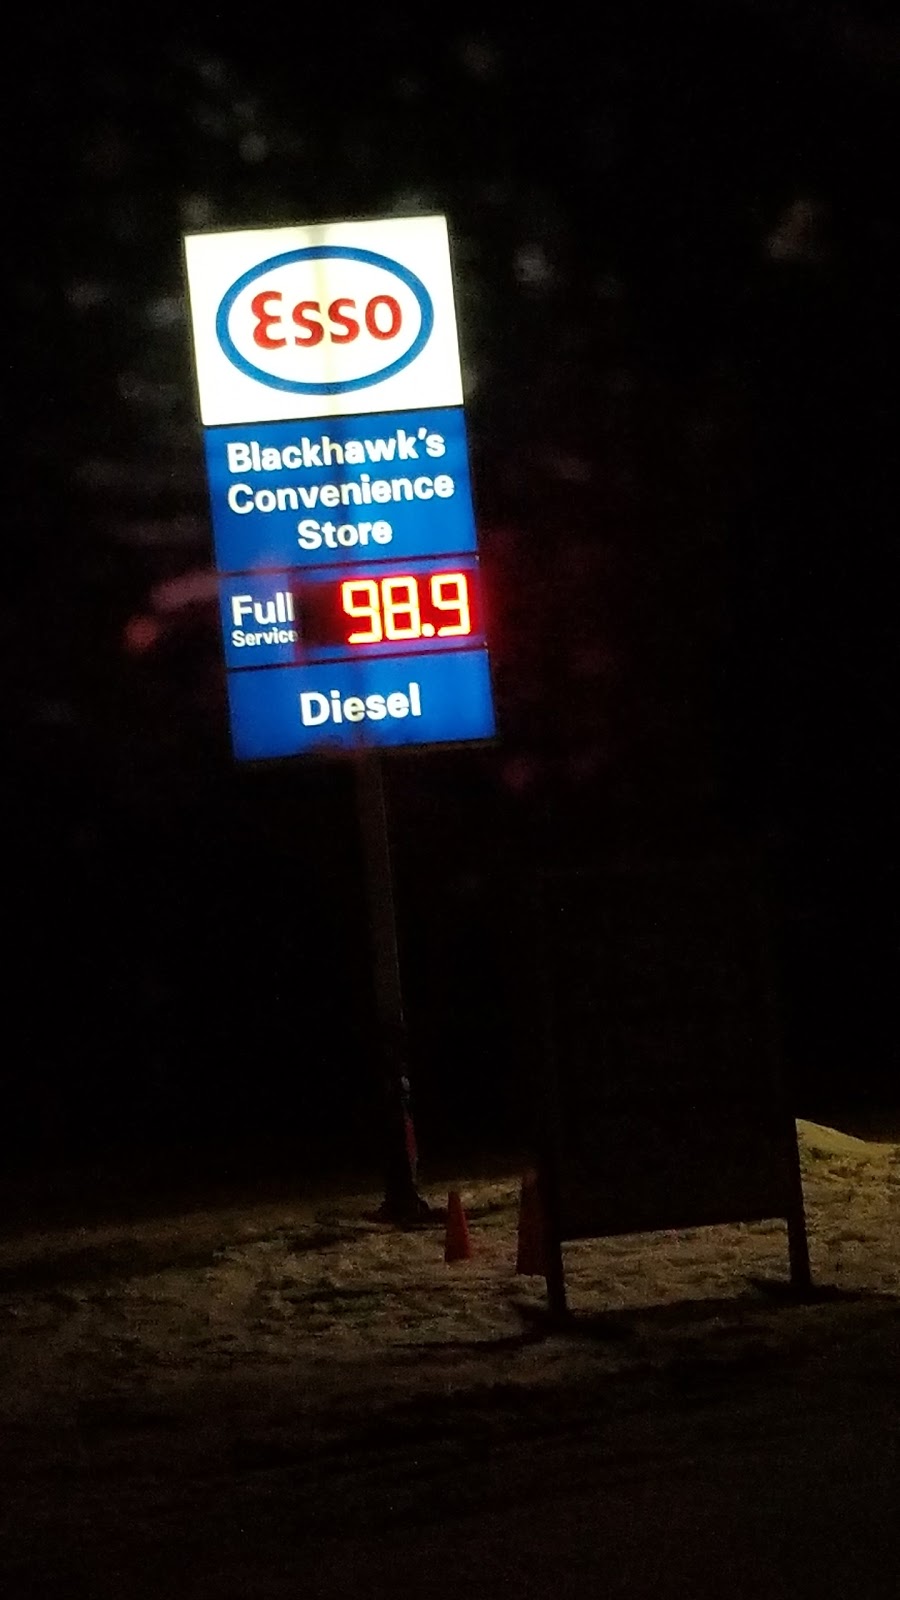 Esso
Blackhawk's
Convenience
Store
Full 98.9
Service
Diesel